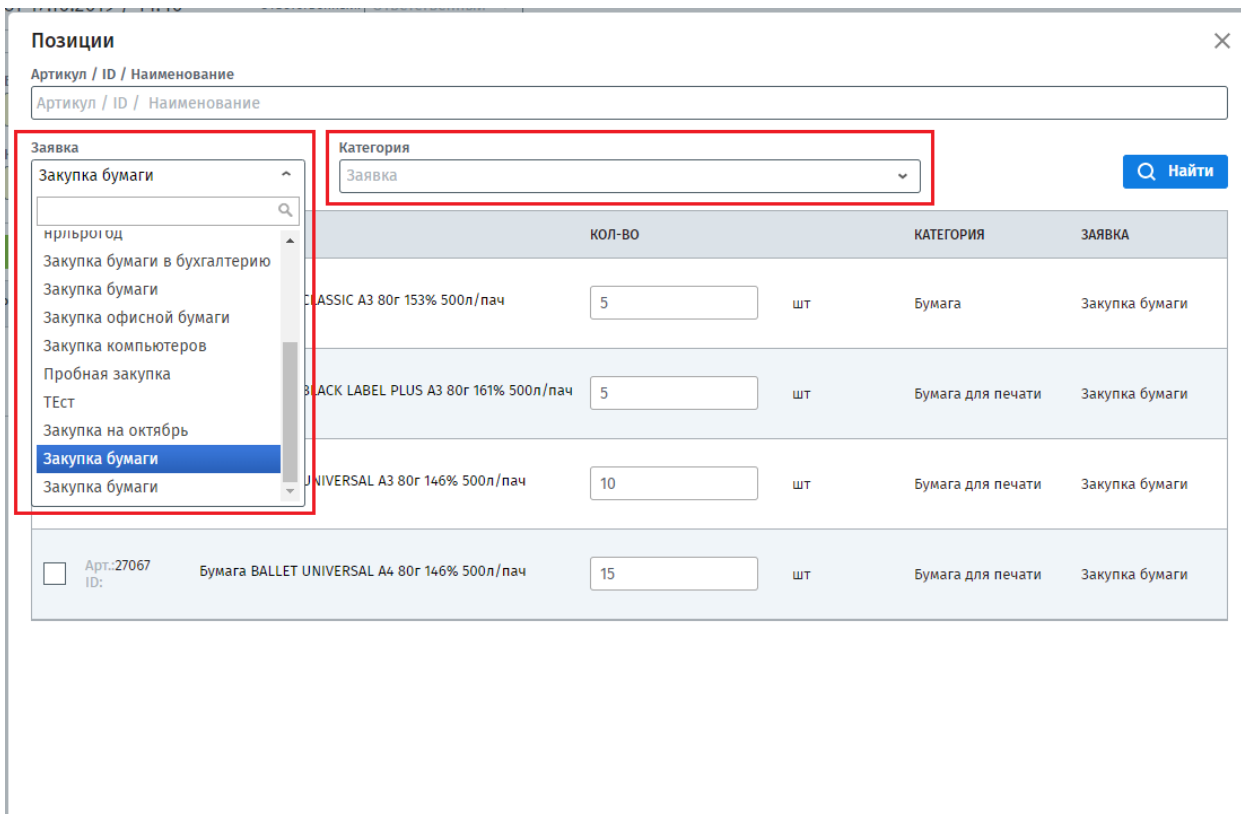 Позиции
Артикул / ID / Наименование
Артикул / ID / Наименование
Заявка Категория
Закупка бумаги Заявка Найти
КОЛ-ВО КАТЕГОРИЯ ЗАЯВКА
Закупка бумаги в бухгалтерию
Закупка бумаги
CLASSIC A3 80г 153% 500л/пач 5 шт Бумага Закупка бумаги
Закупка офисной бумаги
Закупка компьютеров
Пробная закупка
BLACK LABEL PLUS A3 80г 161% 500л/пач 5 шт Бумага для печати Закупка бумаги
ТЕст
Закупка на октябрь
Закупка бумаги
UNIVERSAL A3 80г 146% 500л/пач 10 шт Бумага для печати Закупка бумаги
Закупка бумаги
Арт.:27067
ID:
Бумага BALLET UNIVERSAL A4 80г 146% 500л/пач 15 шт Бумага для печати Закупка бумаги